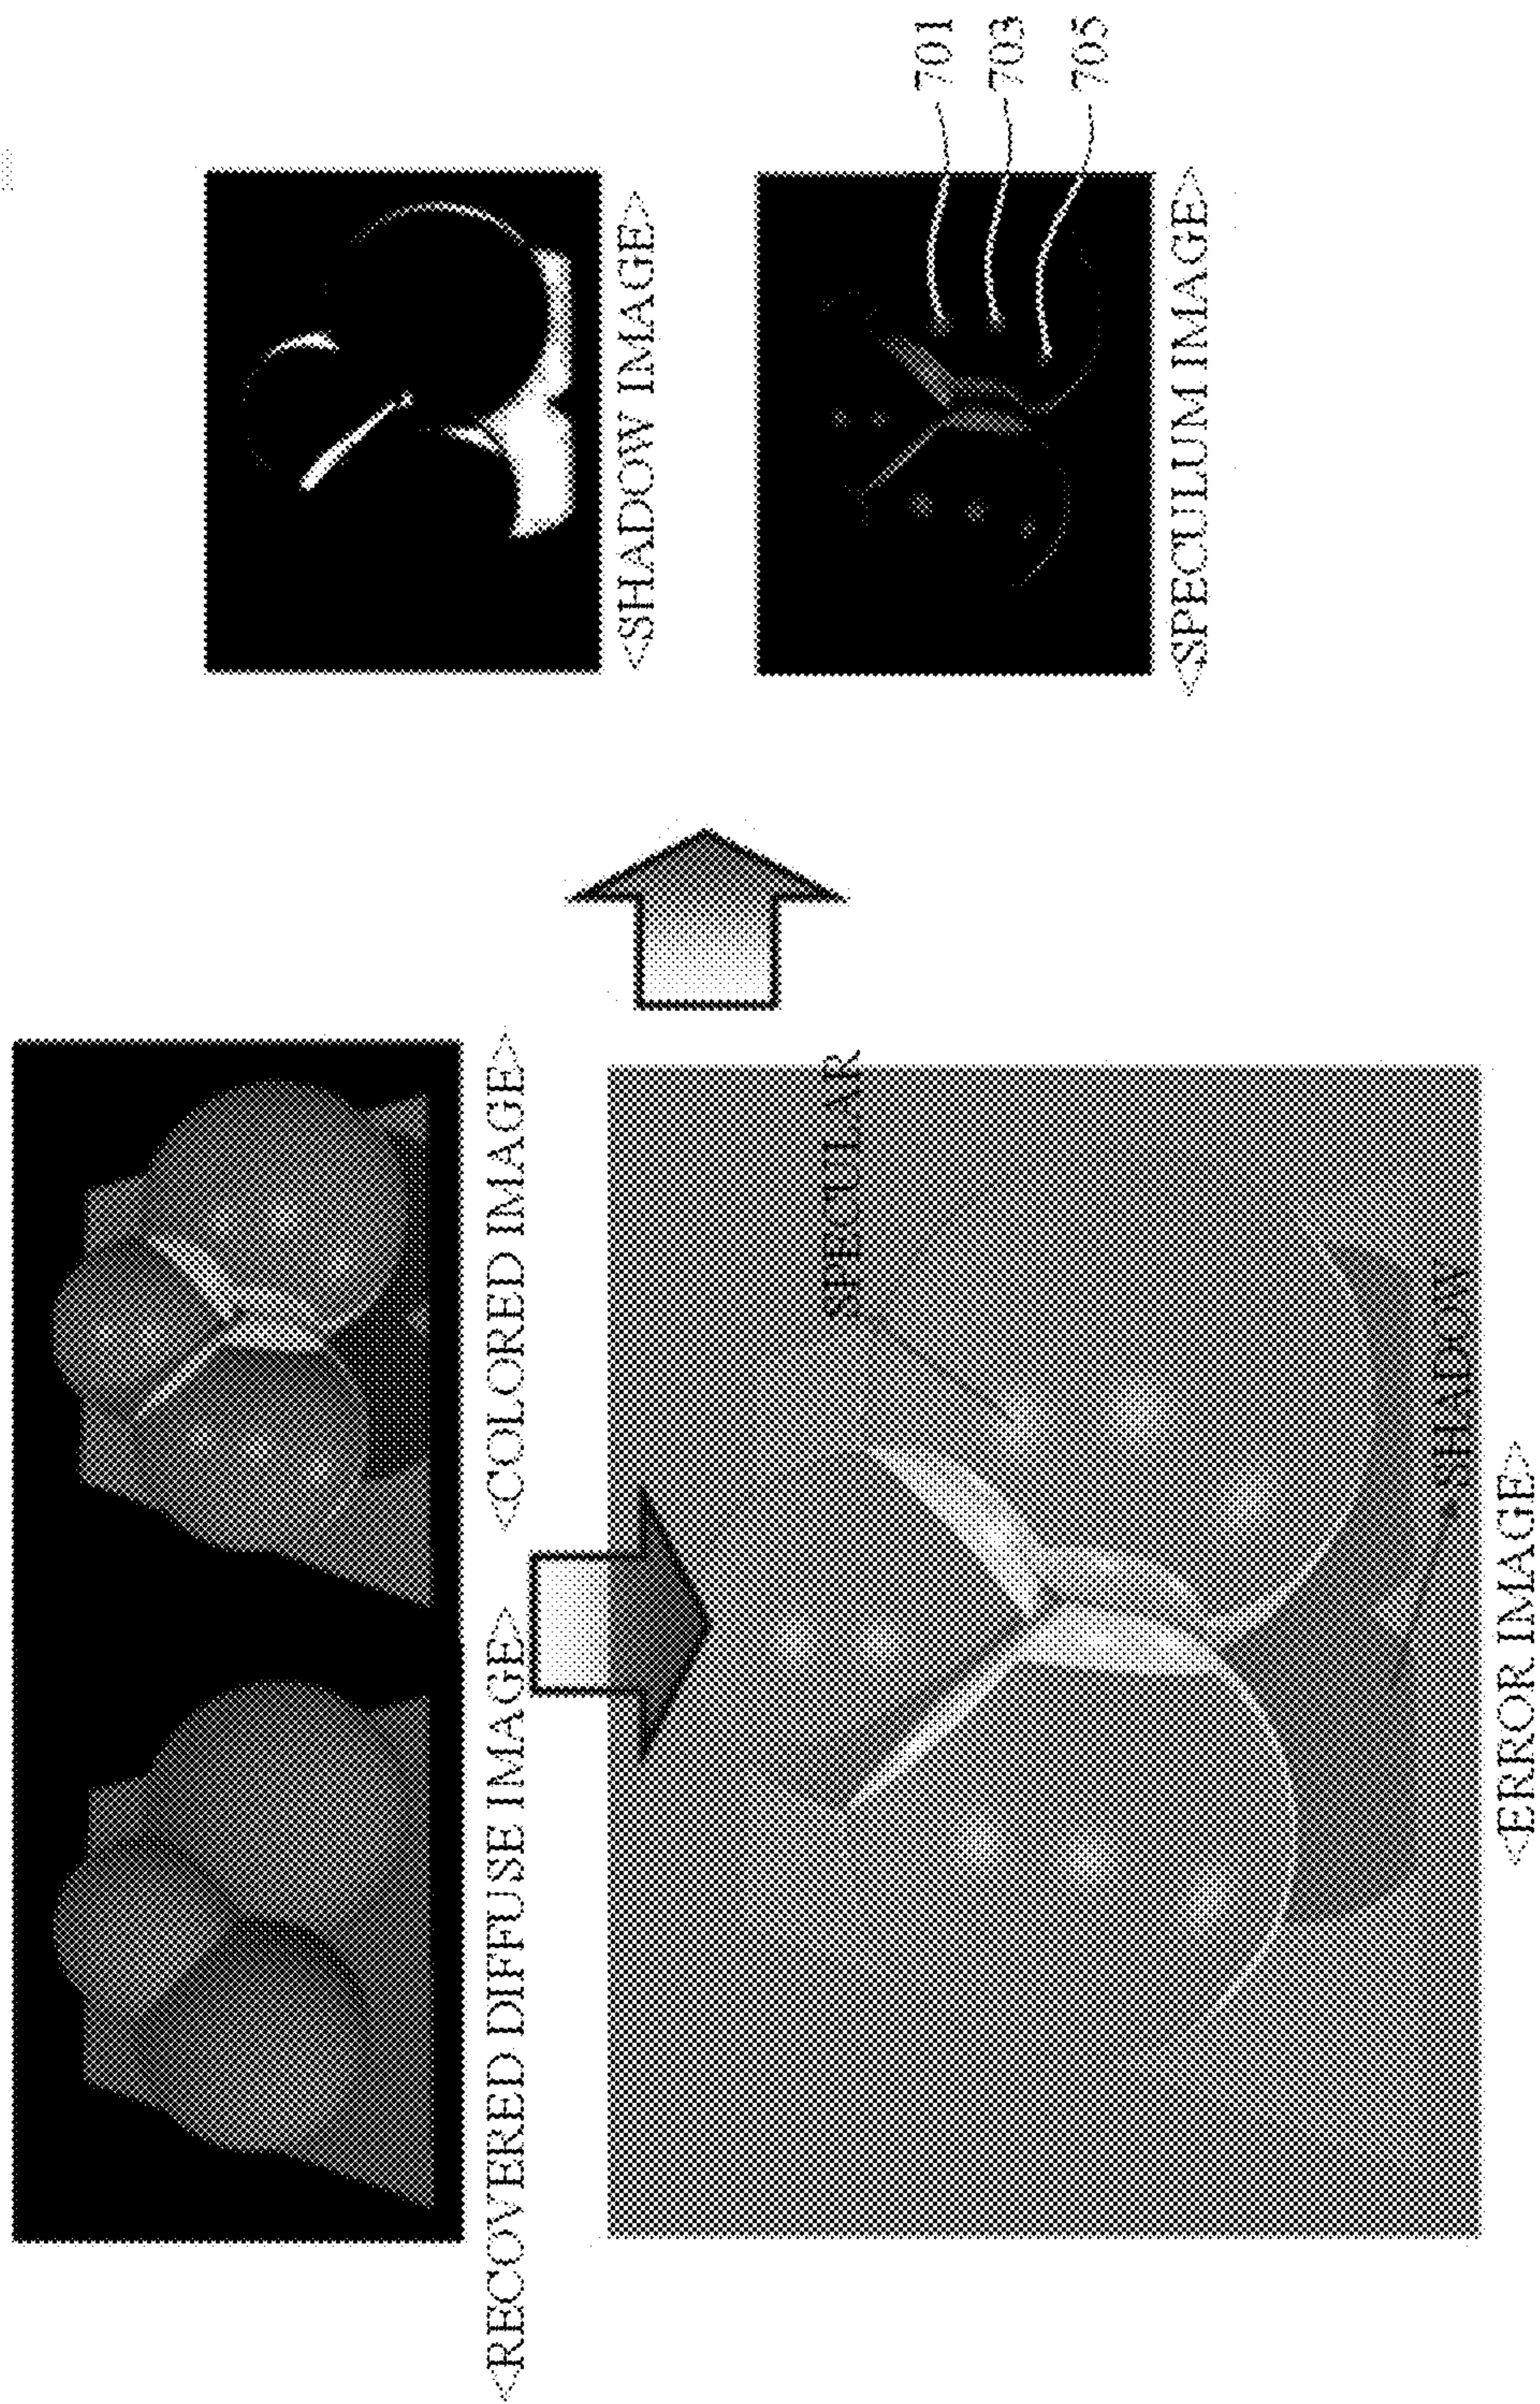 <RECOVERED DIFFUSE IMAGE>
<COLORED IMAGE>
SPECULAR
SHADOW
<ERROR IMAGE>
<SHADOW IMAGE>
701
703
705
<SPECULUM IMAGE>